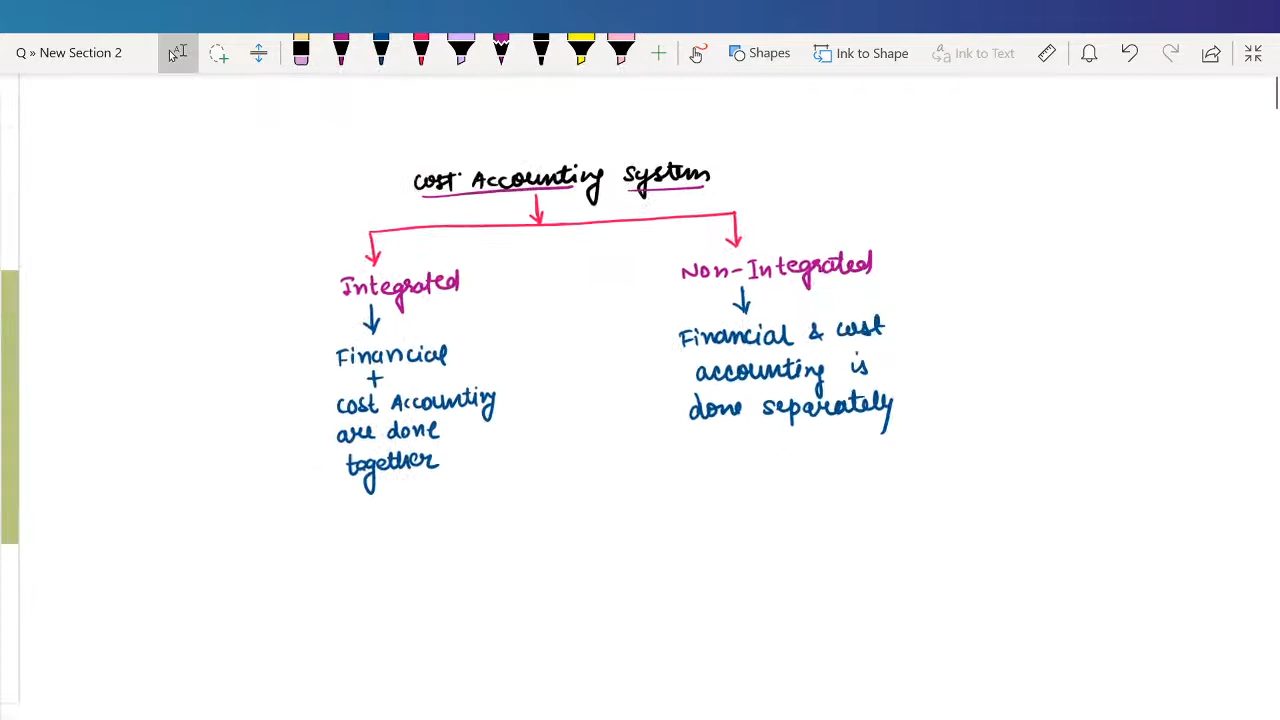 Q » New Section 2
Shapes
Ink to Shape
Ink to Text
Cost Accounting System
Integrated
Financial
+
Cost Accounting
are done
together
Non-Integrated
Financial & cost
accounting is
done separately